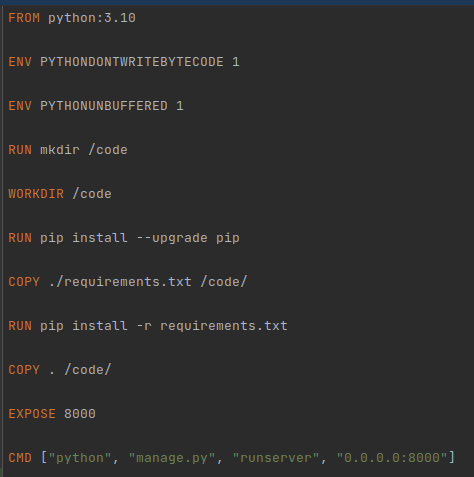 FROM python:3.10
ENV PYTHONDONTWRITEBYTECODE 1
ENV PYTHONUNBUFFERED 1
RUN mkdir /code
WORKDIR /code
RUN pip install --upgrade pip
COPY ./requirements.txt /code/
RUN pip install -r requirements.txt
COPY . /code/
EXPOSE 8000
CMD ["python", "manage.py", "runserver", "0.0.0.0:8000"]